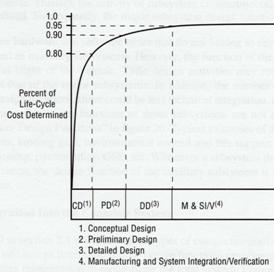 1.0
.95
0.90
0.80
Percent of
Life-Cycle
Cost Determined
CD(1) PD(2) DD(3) M & SI/V(4)
1. Conceptual Design
2. Preliminary Design
3. Detailed Design
4. Manufacturing and System Integration/Verification